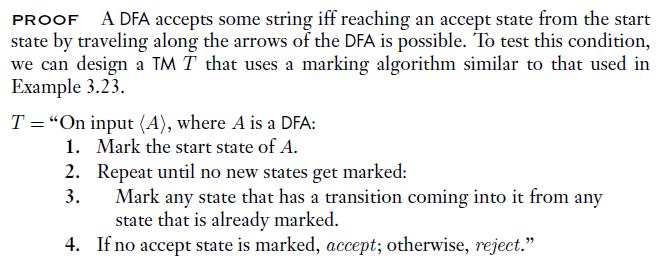 PROOF A DFA accepts some string iff reaching an accept state from the start
state by traveling along the arrows of the DFA is possible. To test this condition,
we can design a TM T that uses a marking algorithm similar to that used in
Example 3.23.
T = “On input ⟨A⟩, where A is a DFA:
1. Mark the start state of A.
2. Repeat until no new states get marked:
3. Mark any state that has a transition coming into it from any
state that is already marked.
4. If no accept state is marked, accept; otherwise, reject.”